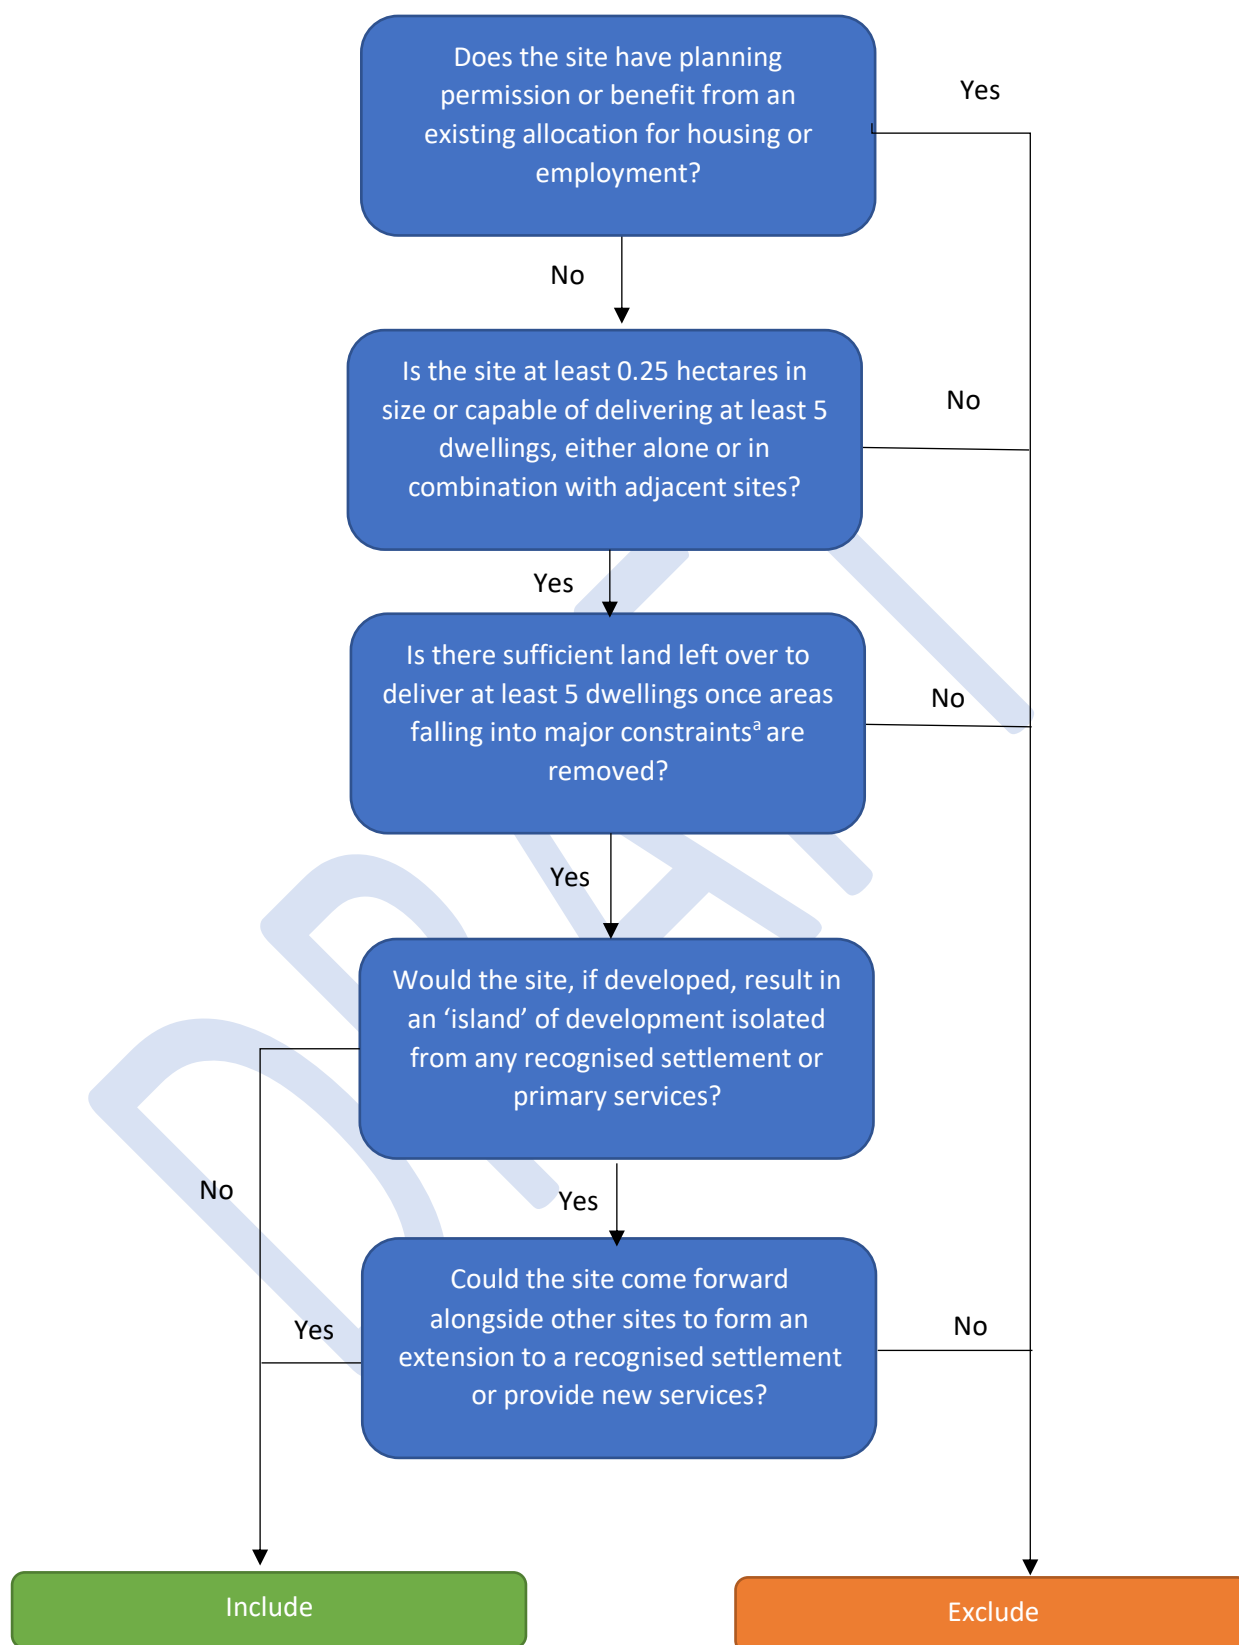 Does the site have planning
permission or benefit from an
existing allocation for housing or
employment?
Yes
No
Is the site at least 0.25 hectares in
size or capable of delivering at least 5
dwellings, either alone or in
combination with adjacent sites?
No
Yes
Is there sufficient land left over to
deliver at least 5 dwellings once areas
falling into major constraintsᵃ are
removed?
No
Yes
Would the site, if developed, result in
an ‘island’ of development isolated
from any recognised settlement or
primary services?
No
Yes
Could the site come forward
alongside other sites to form an
extension to a recognised settlement
or provide new services?
Yes
No
Include
Exclude
DRAFT